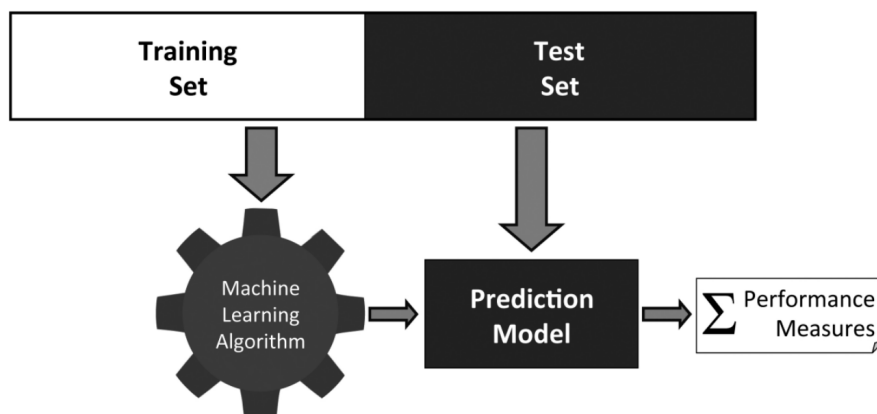 Training
Set
Test
Set
Machine
Learning
Algorithm
Prediction
Model
∑ Performance
Measures